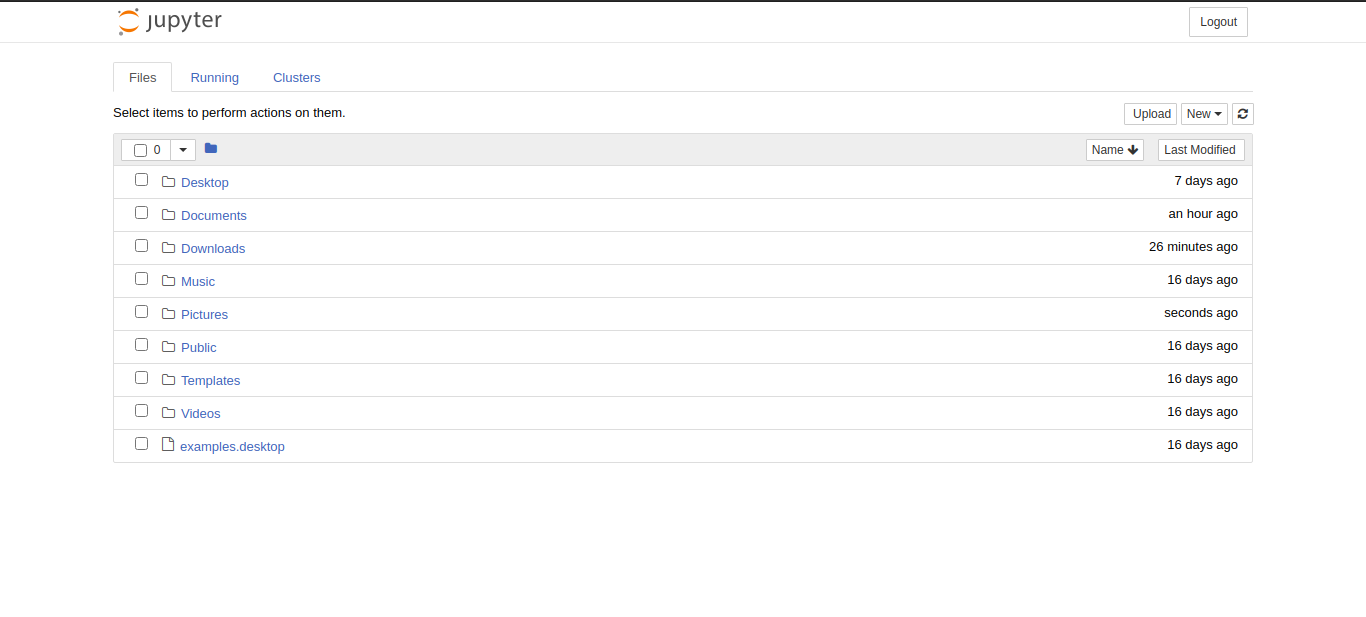 jupyter Logout
Files Running Clusters
Select items to perform actions on them. Upload New
0 Name Last Modified
Desktop 7 days ago
Documents an hour ago
Downloads 26 minutes ago
Music 16 days ago
Pictures seconds ago
Public 16 days ago
Templates 16 days ago
Videos 16 days ago
examples.desktop 16 days ago